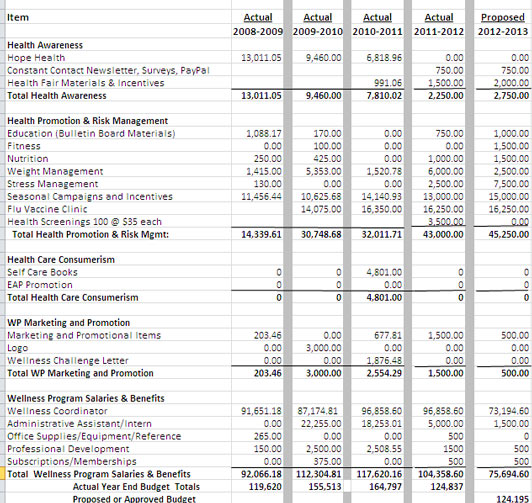 Item Actual Actual Actual Actual Proposed
2008-2009 2009-2010 2010-2011 2011-2012 2012-2013
Health Awareness
Hope Health 13,011.05 9,460.00 6,818.96 0.00 0.00
Constant Contact Newsletter, Surveys, PayPal 750.00 750.00
Health Fair Materials & Incentives 991.06 1,500.00 2,000.00
Total Health Awareness 13,011.05 9,460.00 7,810.02 2,250.00 2,750.00
Health Promotion & Risk Management
Education (Bulletin Board Materials) 1,088.17 170.00 0.00 750.00 1,000.00
Fitness 0.00 100.00 0.00 0.00 1,500.00
Nutrition 250.00 425.00 0.00 1,000.00 1,500.00
Weight Management 1,415.00 5,353.00 1,520.78 6,000.00 2,500.00
Stress Management 130.00 0.00 0.00 2,500.00 7,500.00
Seasonal Campaigns and Incentives 11,456.44 10,625.68 14,140.93 13,000.00 15,000.00
Flu Vaccine Clinic 14,075.00 16,350.00 16,250.00 16,250.00
Health Screenings 100 @ $35 each 3,500.00 0.00
Total Health Promotion & Risk Mgmt: 14,339.61 30,748.68 32,011.71 43,000.00 45,250.00
Health Care Consumerism
Self Care Books 0 0 4,801.00 0 0
EAP Promotion 0 0 0.00 0 0
Total Health Care Consumerism 0 0 4,801.00 0 0
WP Marketing and Promotion
Marketing and Promotional Items 203.46 0.00 677.81 1,500.00 500.00
Logo 0.00 3,000.00 0.00 0.00 0.00
Wellness Challenge Letter 0.00 0.00 1,876.48 0.00 0.00
Total WP Marketing and Promotion 203.46 3,000.00 2,554.29 1,500.00 500.00
Wellness Program Salaries & Benefits
Wellness Coordinator 91,651.18 87,174.81 96,858.60 96,858.60 73,194.60
Administrative Assistant/Intern 0.00 22,255.00 18,253.01 5,000.00 1,500.00
Office Supplies/Equipment/Reference 265.00 0.00 0.00 500 0
Professional Development 150.00 2,500.00 2,508.55 1500 500
Subscriptions/Memberships 0.00 375.00 0.00 500 500
Total Wellness Program Salaries & Benefits 92,066.18 112,304.81 117,620.16 104,358.60 75,694.60
Actual Year End Budget Totals 119,620 155,513 164,797 124,837
Proposed or Approved Budget 124,195